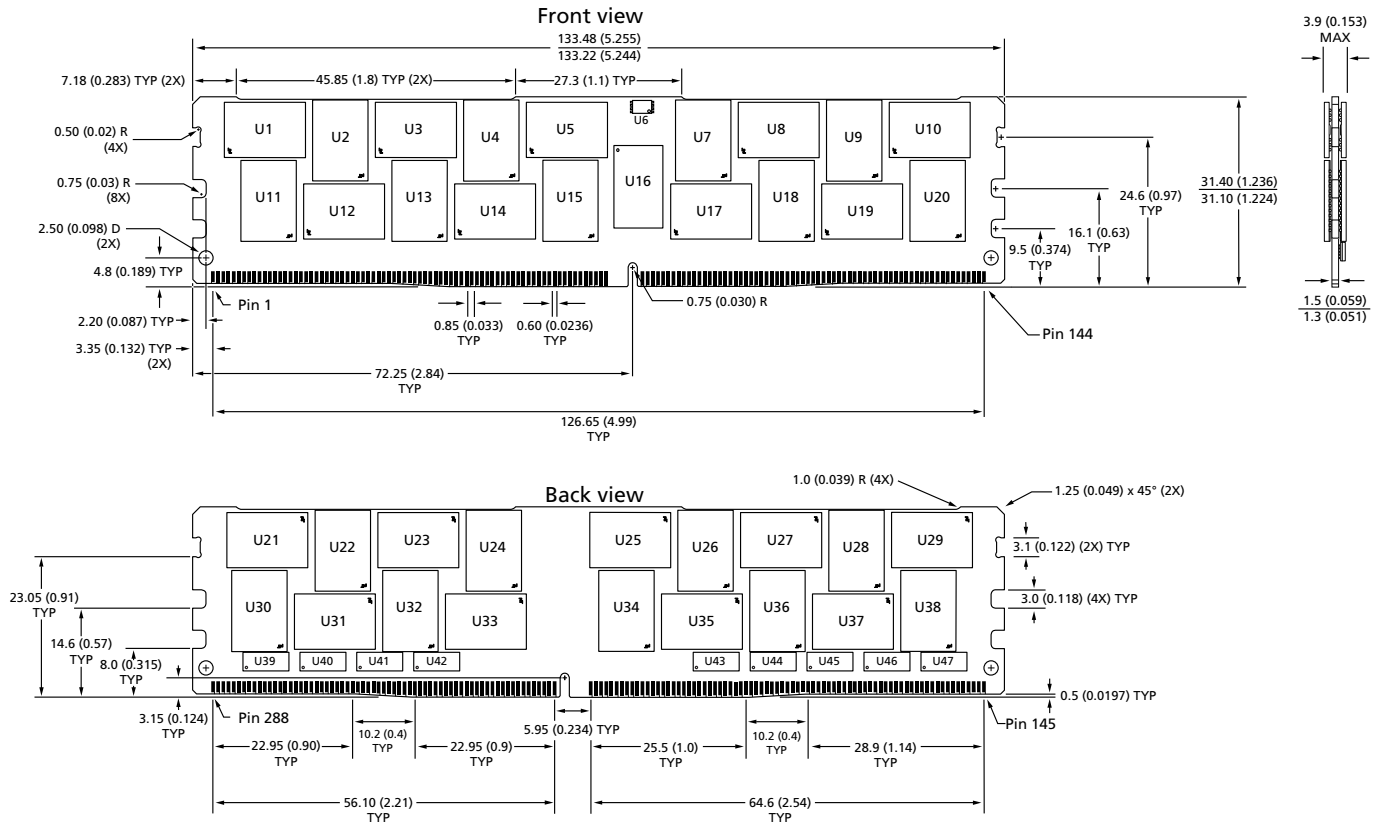 Front view
133.48 (5.255)
133.22 (5.244)
3.9 (0.153)
MAX
7.18 (0.283) TYP (2X)
45.85 (1.8) TYP (2X)
27.3 (1.1) TYP
U1
U2
U3
U4
U5
U6
U7
U8
U9
U10
0.50 (0.02) R
(4X)
0.75 (0.03) R
(8X)
2.50 (0.098) D
(2X)
4.8 (0.189) TYP
U11
U12
U13
U14
U15
U16
U17
U18
U19
U20
31.40 (1.236)
31.10 (1.224)
24.6 (0.97)
TYP
16.1 (0.63)
TYP
9.5 (0.374)
TYP
Pin 1
2.20 (0.087) TYP
3.35 (0.132) TYP
(2X)
0.85 (0.033)
TYP
0.60 (0.0236)
TYP
0.75 (0.030) R
Pin 144
1.5 (0.059)
1.3 (0.051)
72.25 (2.84)
TYP
126.65 (4.99)
TYP
Back view
1.0 (0.039) R (4X)
1.25 (0.049) x 45° (2X)
U21
U22
U23
U24
U25
U26
U27
U28
U29
3.1 (0.122) (2X) TYP
3.0 (0.118) (4X) TYP
23.05 (0.91)
TYP
14.6 (0.57)
TYP
8.0 (0.315)
TYP
U30
U31
U32
U33
U34
U35
U36
U37
U38
U39
U40
U41
U42
U43
U44
U45
U46
U47
0.5 (0.0197) TYP
3.15 (0.124)
TYP
Pin 288
5.95 (0.234) TYP
Pin 145
22.95 (0.90)
TYP
10.2 (0.4)
TYP
22.95 (0.9)
TYP
25.5 (1.0)
TYP
10.2 (0.4)
TYP
28.9 (1.14)
TYP
56.10 (2.21)
TYP
64.6 (2.54)
TYP